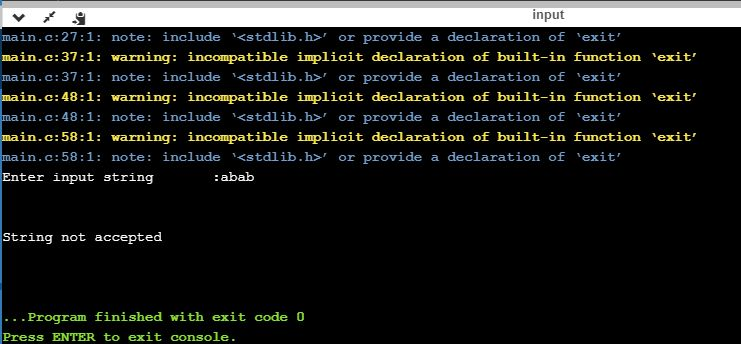 input
main.c:27:1: note: include ‘<stdlib.h>’ or provide a declaration of ‘exit’
main.c:37:1: warning: incompatible implicit declaration of built-in function ‘exit’
main.c:37:1: note: include ‘<stdlib.h>’ or provide a declaration of ‘exit’
main.c:48:1: warning: incompatible implicit declaration of built-in function ‘exit’
main.c:48:1: note: include ‘<stdlib.h>’ or provide a declaration of ‘exit’
main.c:58:1: warning: incompatible implicit declaration of built-in function ‘exit’
main.c:58:1: note: include ‘<stdlib.h>’ or provide a declaration of ‘exit’
Enter input string       :abab
String not accepted
...Program finished with exit code 0
Press ENTER to exit console.